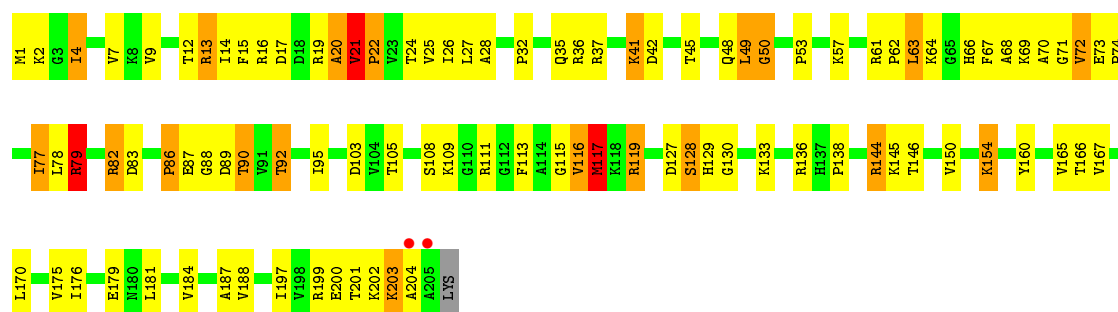 M1 K2 G3 I4 V7 K8 V9 T12 R13 I14 F15 R16 D17 D18 R19 A20 V21 P22 V23 T24 V25 I26 L27 A28 P32 Q35 R36 R37 K41 D42 T45 Q48 L49 G50 P53 K57 R61 P62 L63 K64 G65 H66 F67 A68 K69 A70 G71 V72 E73 P74
I77 L78 R79 R82 D83 P86 E87 G88 D89 T90 V91 T92 I95 D103 V104 T105 S108 K109 G110 R111 G112 F113 A114 G115 V116 M117 K118 R119 D127 S128 H129 G130 K133 R136 H137 P138 R144 K145 T146 V150 K154 Y160 V165 T166 V167
L170 V175 I176 E179 N180 L181 V184 A187 V188 I197 V198 R199 E200 T201 K202 K203 A204 A205 LYS